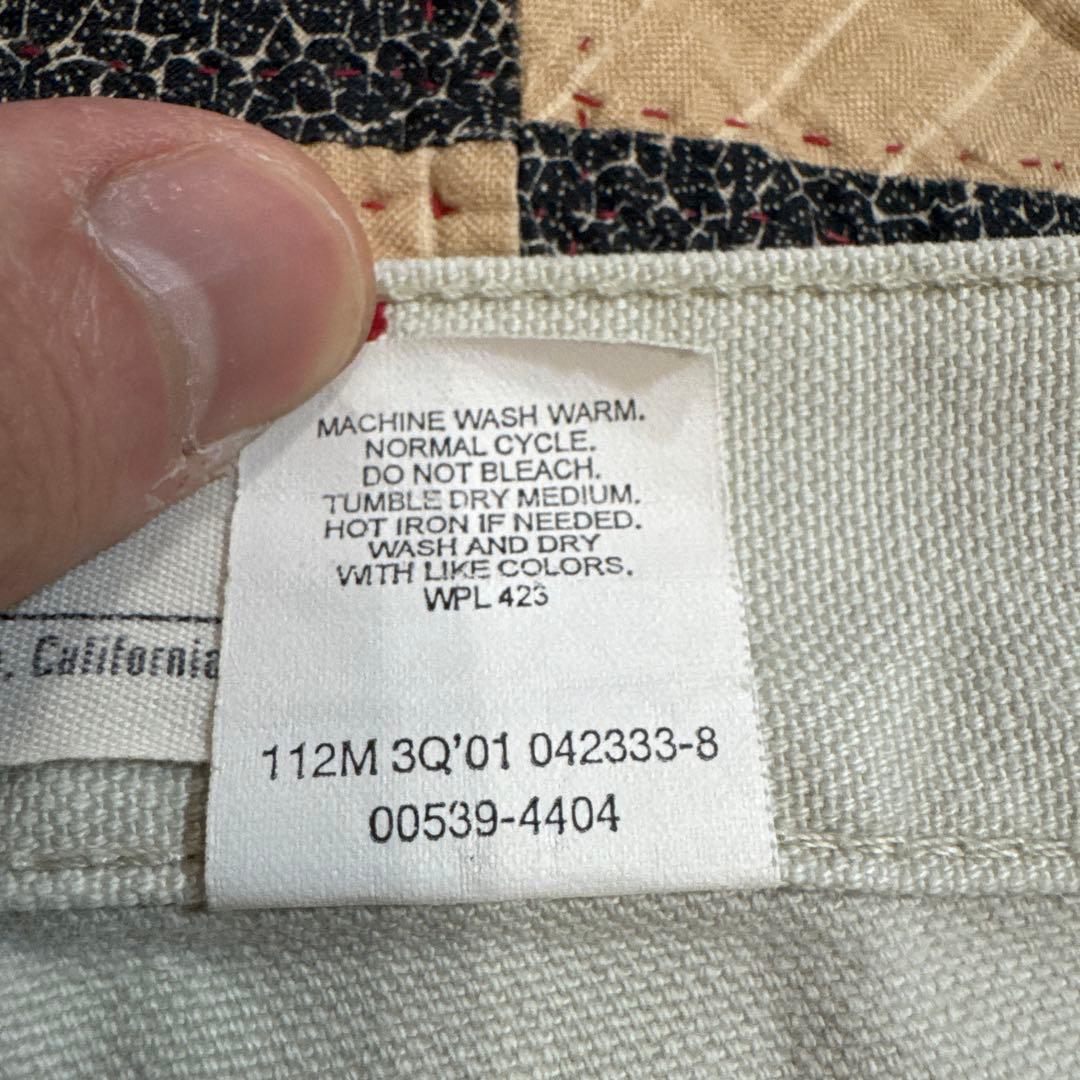 MACHINE WASH WARM.
NORMAL CYCLE.
DO NOT BLEACH.
TUMBLE DRY MEDIUM.
HOT IRON IF NEEDED.
WASH AND DRY
WITH LIKE COLORS.
WPL 423
. California
112M 3Q'01 042333-8
00539-4404